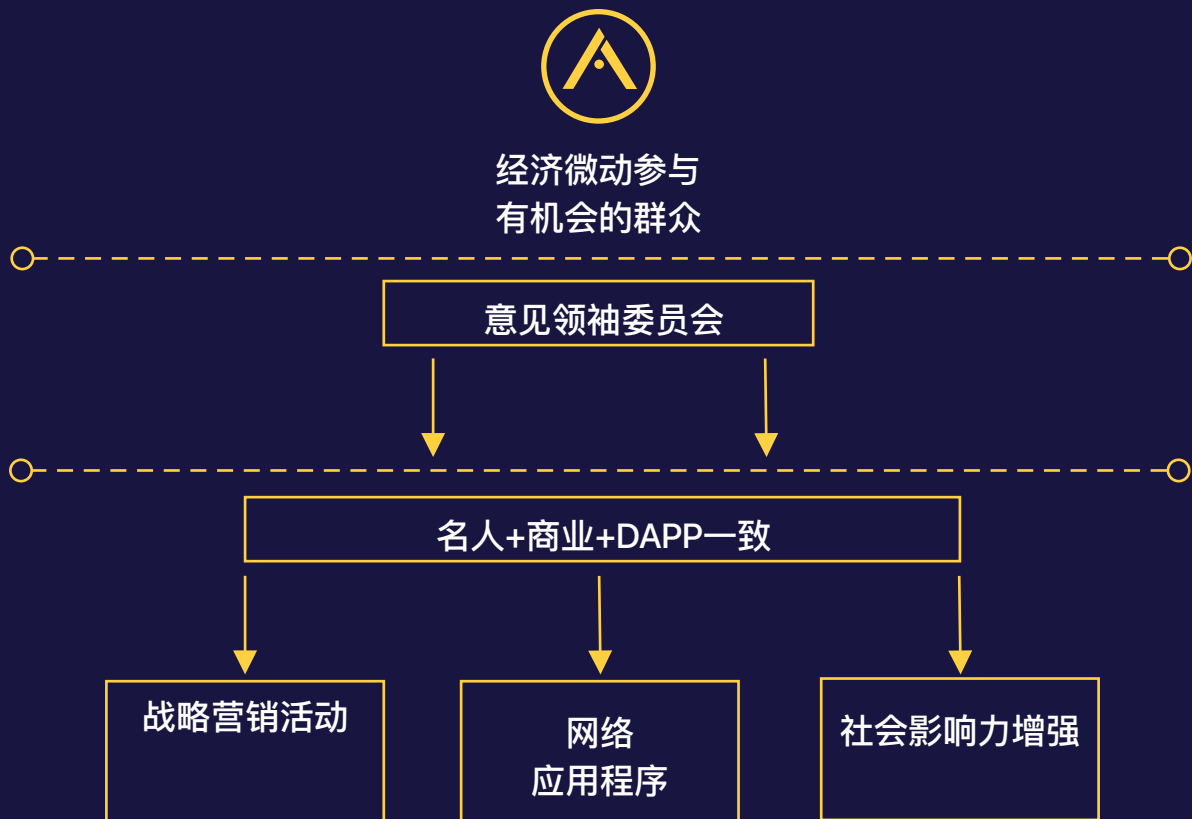 经济微动参与
有机会的群众
意见领袖委员会
名人+商业+DAPP一致
战略营销活动
网络
应用程序
社会影响力增强